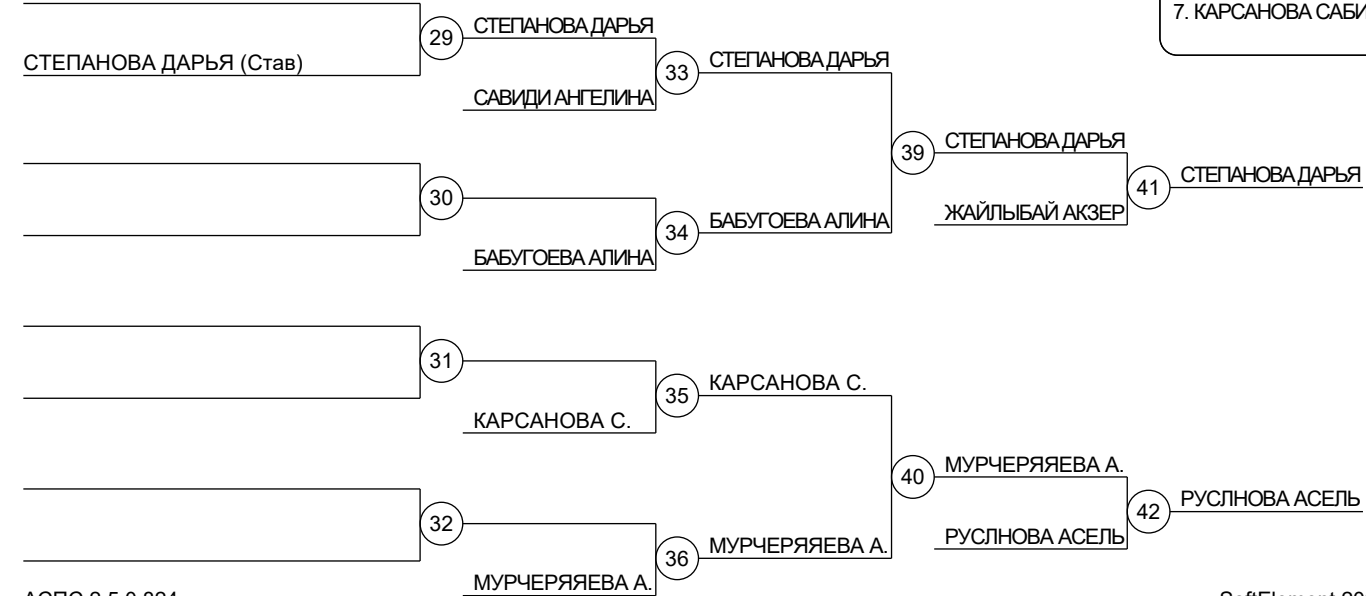 7. КАРСАНОВА
СТЕПАНОВА ДАРЬЯ
29
СТЕПАНОВА ДАРЬЯ (Став)
СТЕПАНОВА ДАРЬЯ
33
САВИДИ АНГЕЛИНА
СТЕПАНОВА ДАРЬЯ
39
ЖАЙЛЫБАЙ АКЗЕР
41
СТЕПАНОВА ДАРЬЯ
30
БАБУГОЕВА АЛИНА
34
БАБУГОЕВА АЛИНА
31
КАРСАНОВА С.
35
КАРСАНОВА С.
МУРЧЕРЯЯЕВА А.
40
РУСЛНОВА АСЕЛЬ
42
РУСЛНОВА АСЕЛЬ
32
МУРЧЕРЯЯЕВА А.
36
МУРЧЕРЯЯЕВА А.